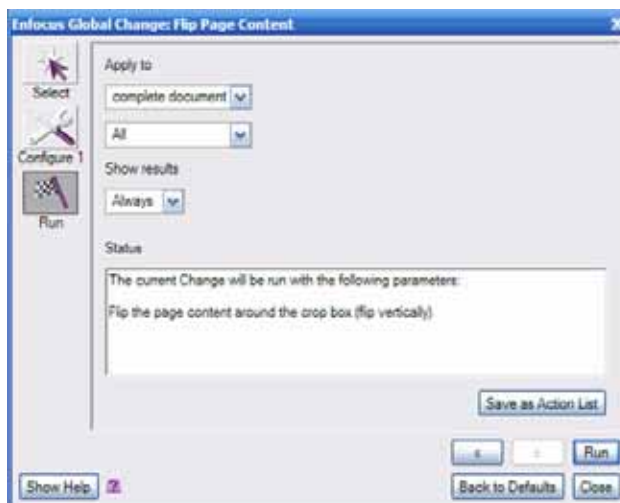 Enfocus Global Change: Flip Page Content
Select
Configure 1
Run
Apply to
complete document
All
Show results
Always
Status
The current Change will be run with the following parameters:
Flip the page content around the crop box (flip vertically)
Save as Action List
Run
Show Help
?
Back to Defaults
Close